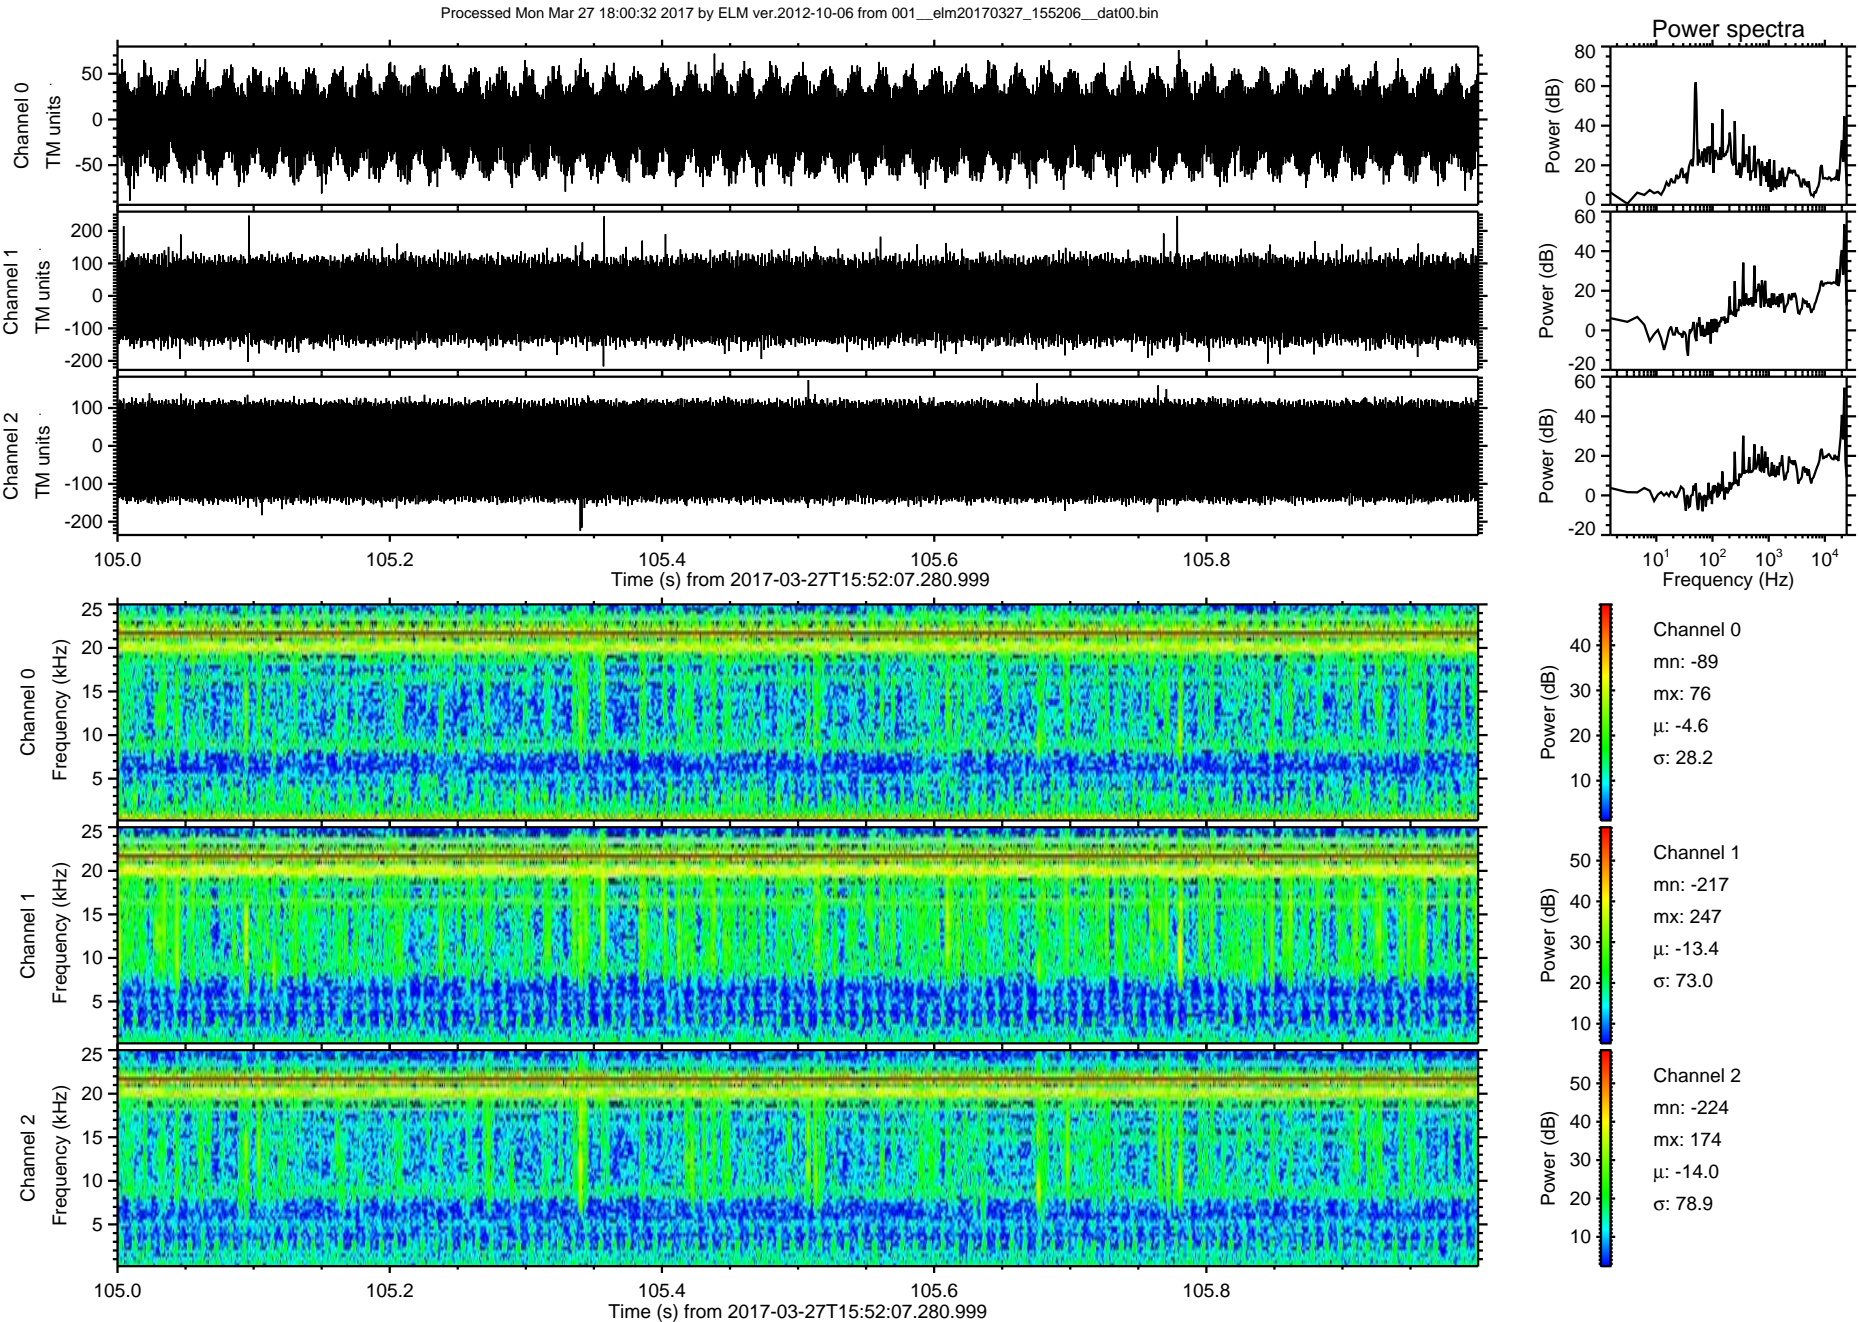 Processed Mon Mar 27 18:00:32 2017 by ELM ver.2012-10-06 from 001__elm20170327_155206__dat00.bin
Power spectra
Channel 0
TM units
50
0
-50
Power (dB)
80
60
40
20
0
Channel 1
TM units
200
100
0
-100
-200
Power (dB)
60
40
20
0
-20
Channel 2
TM units
100
0
-100
-200
Power (dB)
60
40
20
0
-20
105.0 105.2 105.4 105.6 105.8
Time (s) from 2017-03-27T15:52:07.280.999
10^1 10^2 10^3 10^4
Frequency (Hz)
Channel 0
Frequency (kHz)
25
20
15
10
5
Power (dB)
40
30
20
10
Channel 0
mn: -89
mx: 76
μ: -4.6
σ: 28.2
Channel 1
Frequency (kHz)
25
20
15
10
5
Power (dB)
50
40
30
20
10
Channel 1
mn: -217
mx: 247
μ: -13.4
σ: 73.0
Channel 2
Frequency (kHz)
25
20
15
10
5
Power (dB)
50
40
30
20
10
Channel 2
mn: -224
mx: 174
μ: -14.0
σ: 78.9
105.0 105.2 105.4 105.6 105.8
Time (s) from 2017-03-27T15:52:07.280.999